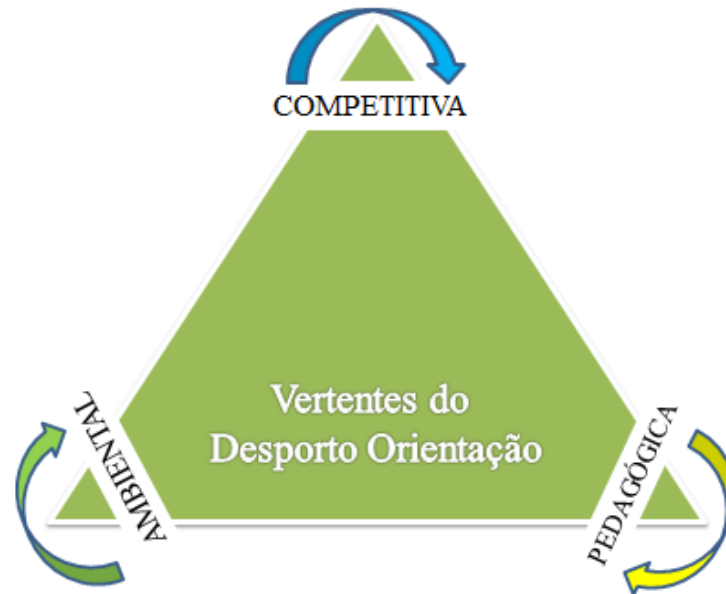 COMPETITIVA
AMBIENTAL
Vertentes do
Desporto Orientação
PEDAGÓGICA